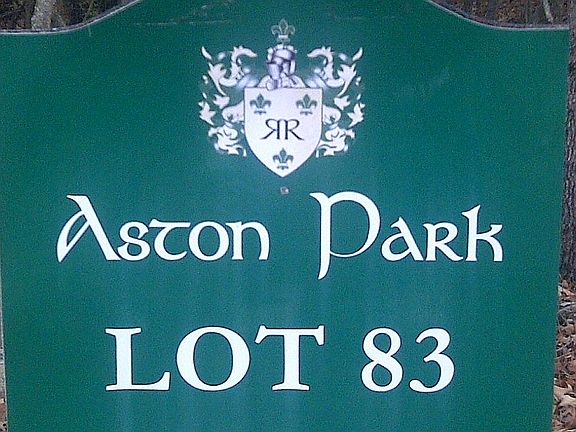 RR
Aston Park
LOT 83